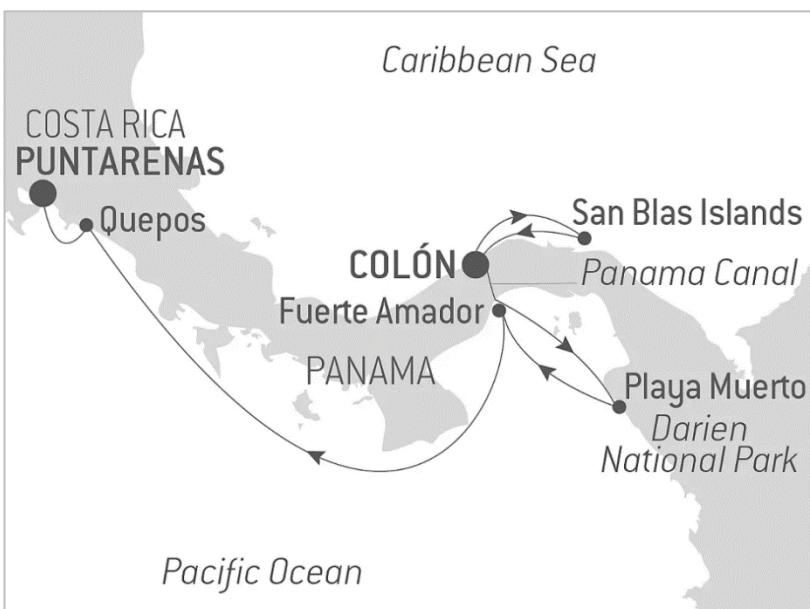 Caribbean Sea
COSTA RICA
PUNTARENAS
Quepos
San Blas Islands
COLÓN
Panama Canal
Fuerte Amador
PANAMA
Playa Muerto
Darien
National Park
Pacific Ocean